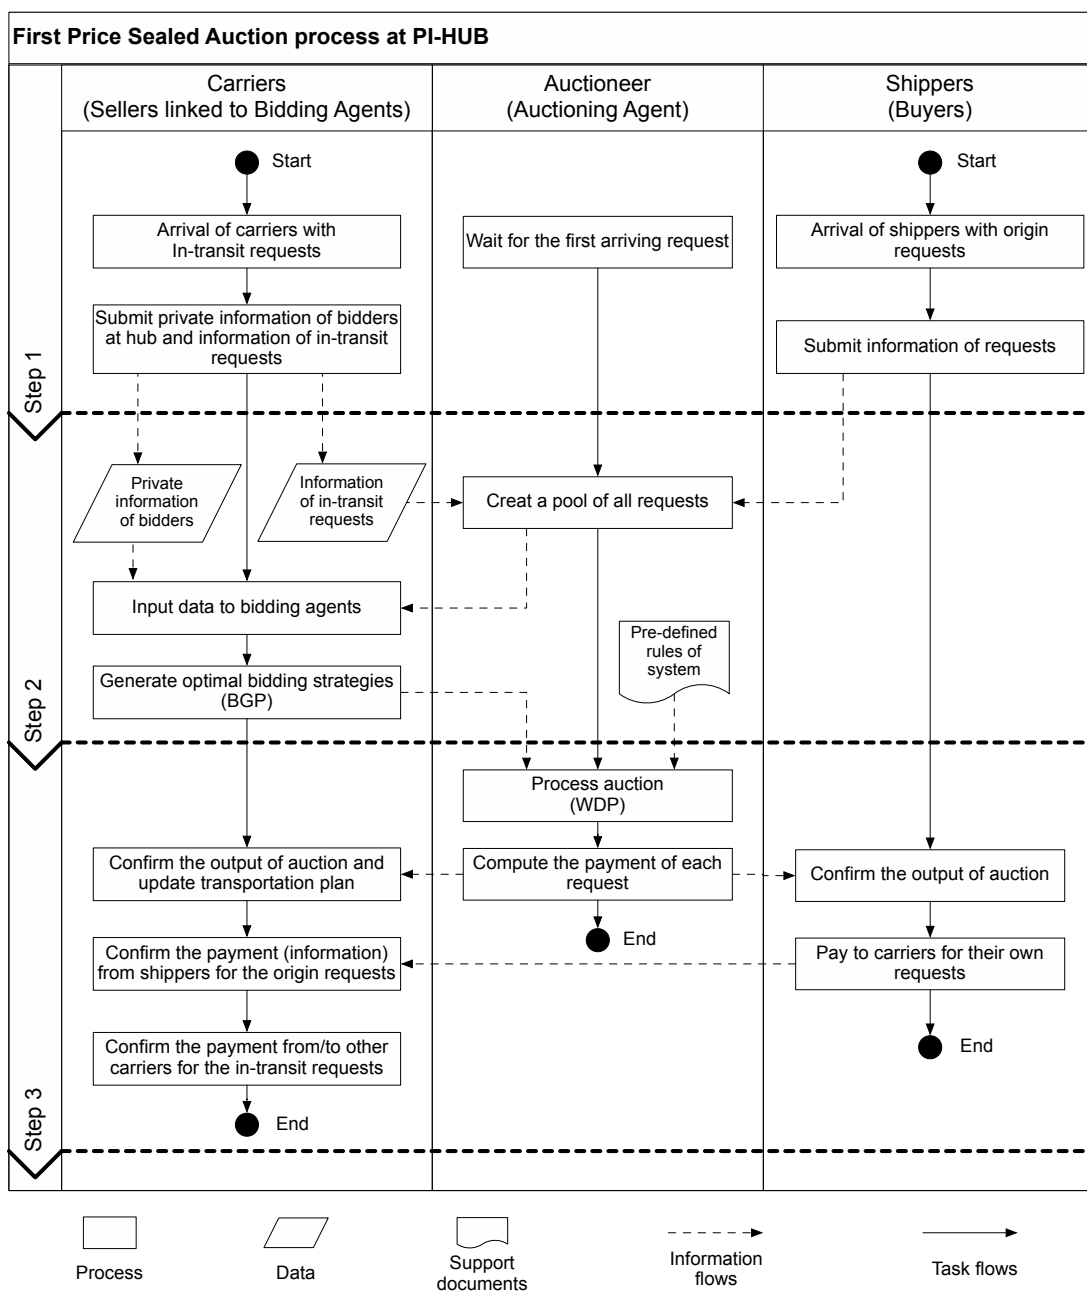 First Price Sealed Auction process at PI-HUB
Carriers
(Sellers linked to Bidding Agents)
Auctioneer
(Auctioning Agent)
Shippers
(Buyers)
Step 1
Start
Start
Arrival of carriers with
In-transit requests
Wait for the first arriving request
Arrival of shippers with origin
requests
Submit private information of bidders
at hub and information of in-transit
requests
Submit information of requests
Step 2
Private
information
of bidders
Information
of in-transit
requests
Creat a pool of all requests
Input data to bidding agents
Pre-defined
rules of
system
Generate optimal bidding strategies
(BGP)
Step 3
Process auction
(WDP)
Confirm the output of auction and
update transportation plan
Compute the payment of each
request
Confirm the output of auction
End
Confirm the payment (information)
from shippers for the origin requests
Pay to carriers for their own
requests
Confirm the payment from/to other
carriers for the in-transit requests
End
End
Process
Data
Support
documents
Information
flows
Task flows